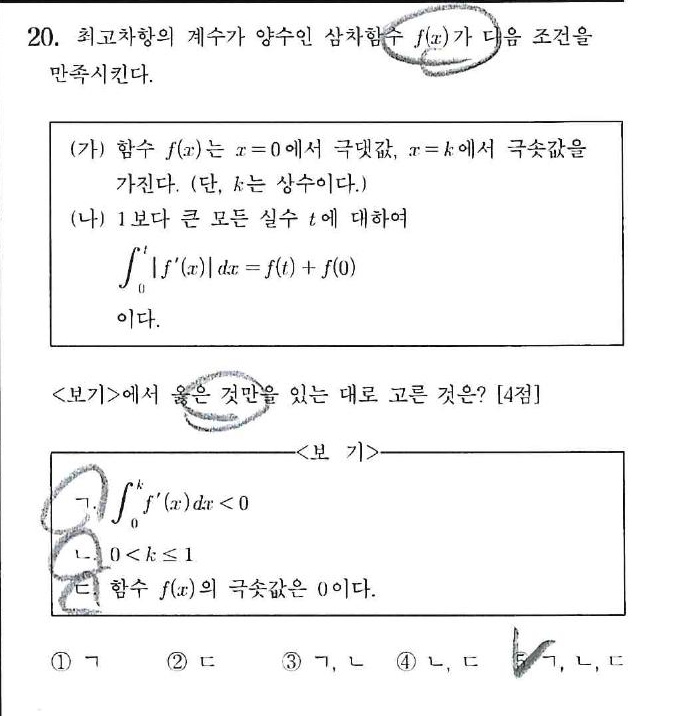 20. 최고차항의 계수가 양수인 삼차함수 f(x)가 다음 조건을
만족시킨다.
(가) 함수 f(x)는 x=0에서 극댓값, x=k에서 극솟값을
가진다. (단, k는 상수이다.)
(나) 1보다 큰 모든 실수 t에 대하여
∫₀ᵗ |f′(x)| dx = f(t) + f(0)
이다.
<보기>에서 옳은 것만을 있는 대로 고른 것은? [4점]
<보 기>
ㄱ. ∫₀ᵏ f′(x) dx < 0
ㄴ. 0 < k ≤ 1
ㄷ. 함수 f(x)의 극솟값은 0이다.
① ㄱ ② ㄷ ③ ㄱ, ㄴ ④ ㄴ, ㄷ ⑤ ㄱ, ㄴ, ㄷ